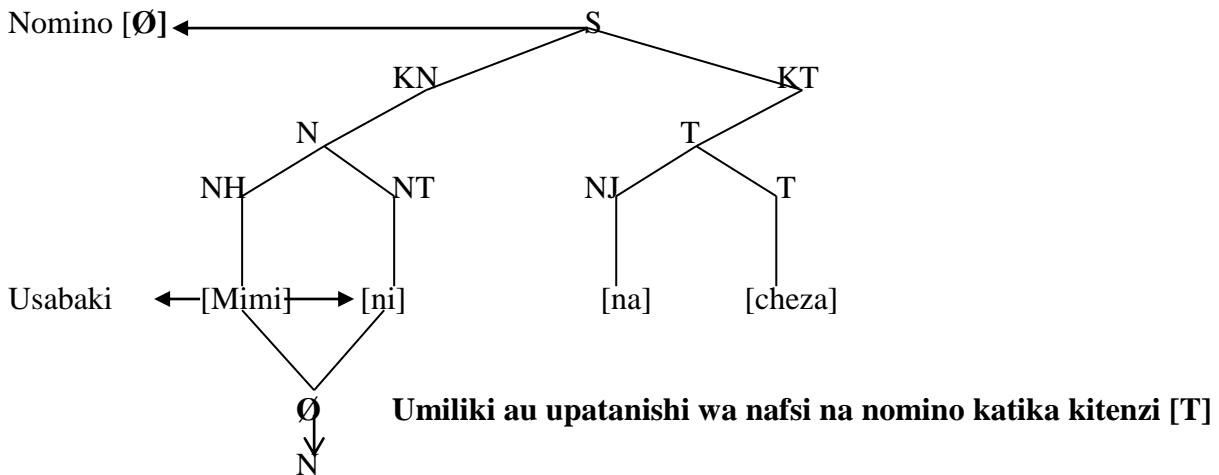 Nomino [Ø] S
KN KT
N T
NH NT NJ T
Usabaki [Mimi] [ni] [na] [cheza]
Ø Umiliki au upatanishi wa nafsi na nomino katika kitenzi [T]
N